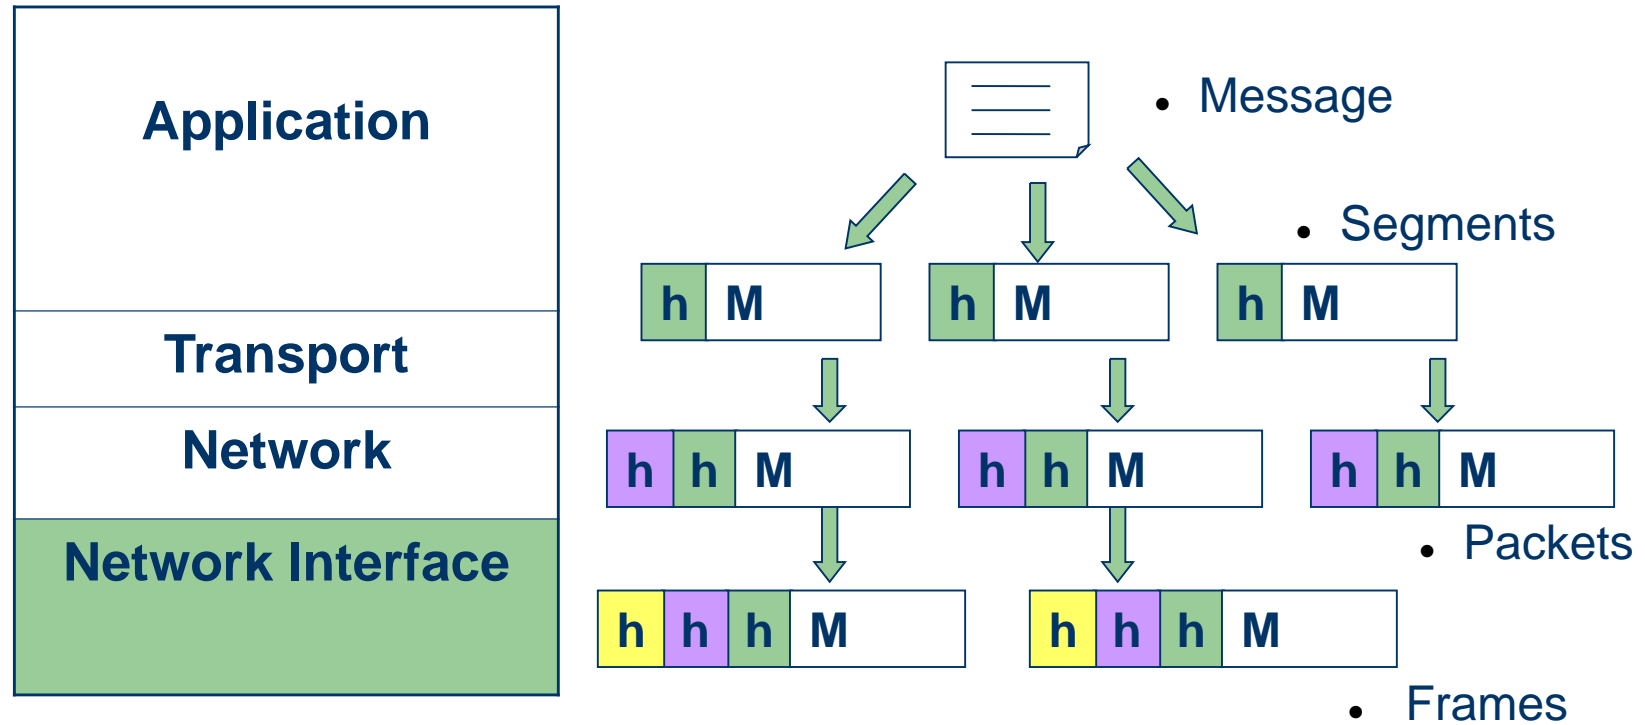 Application
Transport
Network
Network Interface
• Message
• Segments
h M h M h M
h h M h h M h h M
• Packets
h h h M h h h M
• Frames